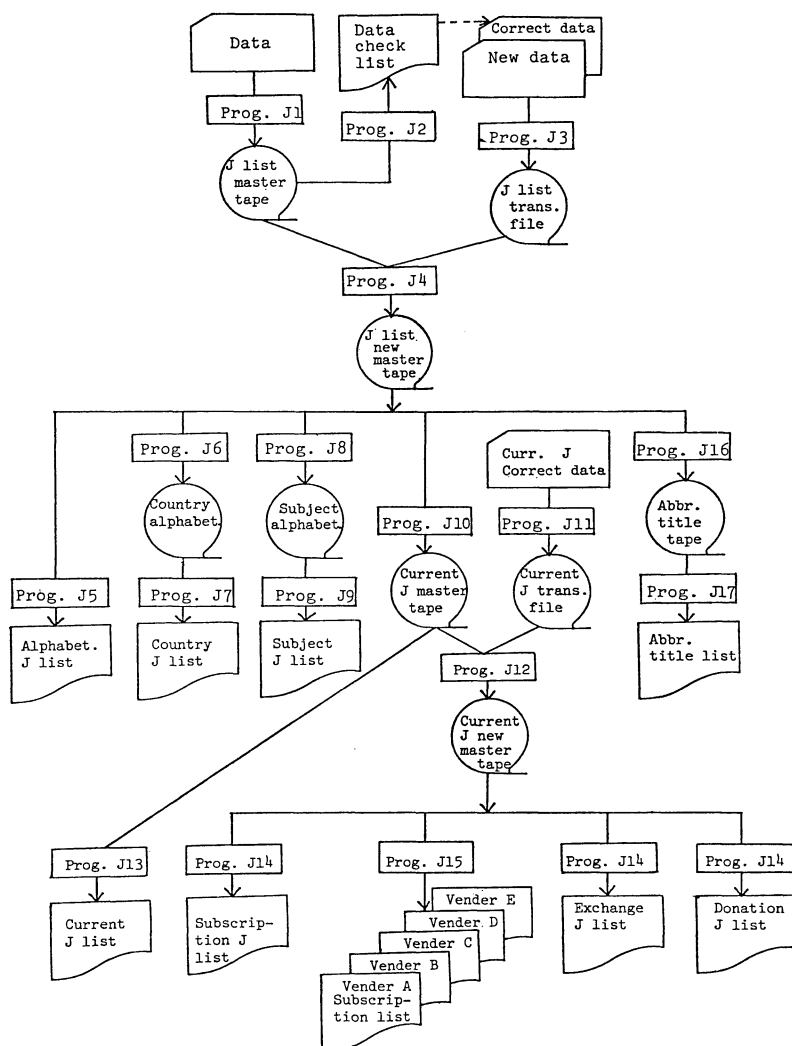 Data
Data
check
list
Correct data
New data
Prog. J1
Prog. J2
Prog. J3
J list
master
tape
J list
trans.
file
Prog. J4
J list
new
master
tape
Prog. J6
Prog. J8
Curr. J
Correct data
Prog. J16
Country
alphabet.
Subject
alphabet.
Prog. J10
Prog. J11
Abbr.
title
tape
Prog. J5
Prog. J7
Prog. J9
Current
J master
tape
Current
J trans.
file
Prog. J17
Alphabet.
J list
Country
J list
Subject
J list
Abbr.
title list
Prog. J12
Current
J new
master
tape
Prog. J13
Prog. J14
Prog. J15
Prog. J14
Prog. J14
Current
J list
Subscrip-
tion J
list
Vender E
Vender D
Vender C
Vender B
Vender A
Subscrip-
tion list
Exchange
J list
Donation
J list